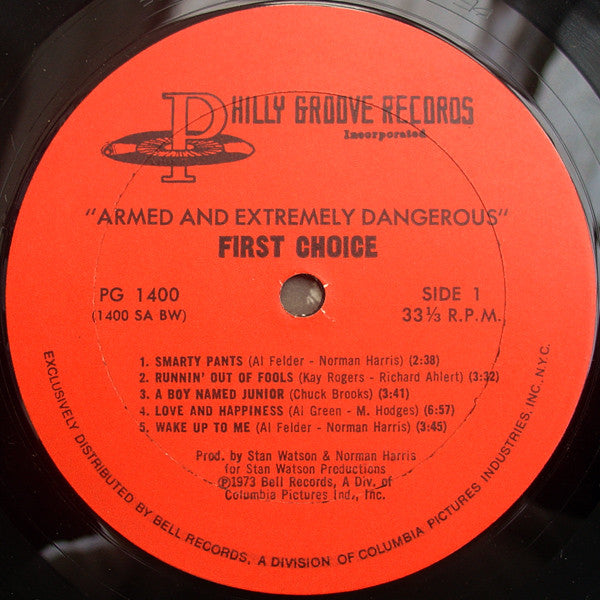 PHILLY GROOVE RECORDS
Incorporated
"ARMED AND EXTREMELY DANGEROUS"
FIRST CHOICE
PG 1400
(1400 SA BW)
SIDE 1
33⅓ R.P.M.
1. SMARTY PANTS (Al Felder - Norman Harris) (2:38)
2. RUNNIN' OUT OF FOOLS (Kay Rogers - Richard Ahlert) (3:32)
3. A BOY NAMED JUNIOR (Chuck Brooks) (3:41)
4. LOVE AND HAPPINESS (Al Green - M. Hodges) (6:57)
5. WAKE UP TO ME (Al Felder - Norman Harris) (3:45)
Prod. by Stan Watson & Norman Harris
for Stan Watson Productions
℗1973 Bell Records, A Div. of
Columbia Pictures Ind., Inc.
EXCLUSIVELY DISTRIBUTED BY BELL RECORDS, A DIVISION OF COLUMBIA PICTURES INDUSTRIES, INC. N.Y.C.